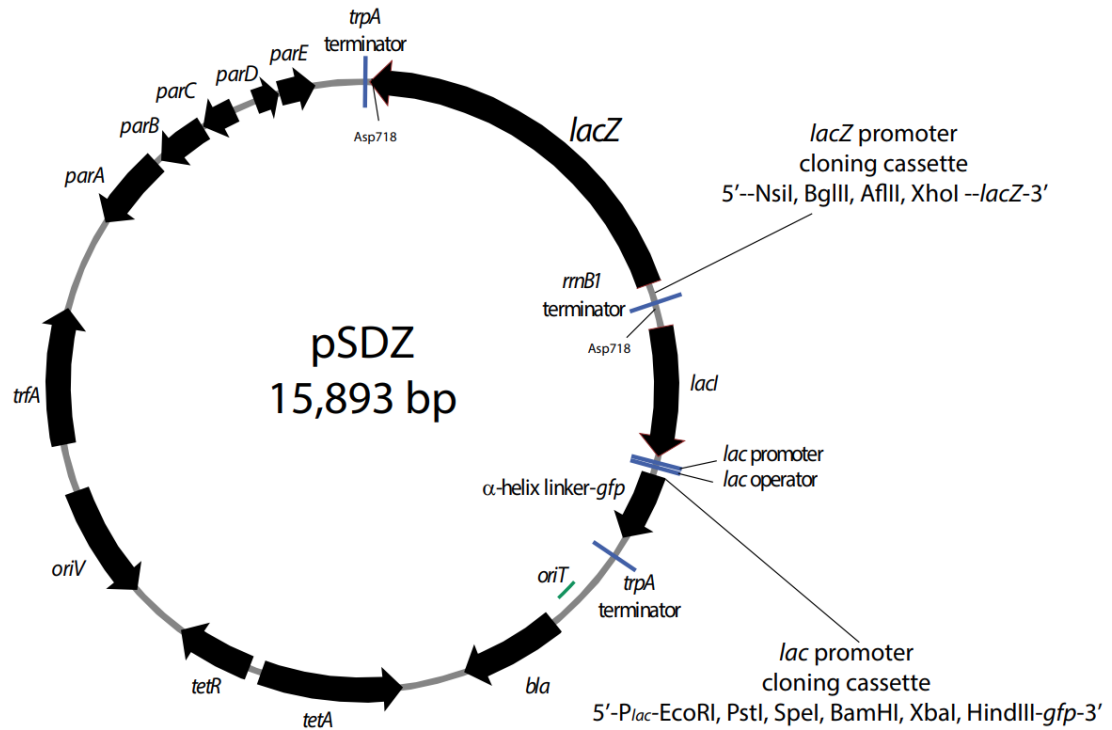 trpA
terminator
parE
parD
parC
parB
parA
Asp718
lacZ
lacZ promoter
cloning cassette
5’--NsiI, BglII, AflII, XhoI --lacZ-3’
rrnB1
terminator
Asp718
pSDZ
15,893 bp
trfA
lacI
lac promoter
lac operator
α-helix linker-gfp
oriV
oriT
trpA
terminator
lac promoter
cloning cassette
5’-Plac-EcoRI, PstI, SpeI, BamHI, XbaI, HindIII-gfp-3’
bla
tetR
tetA